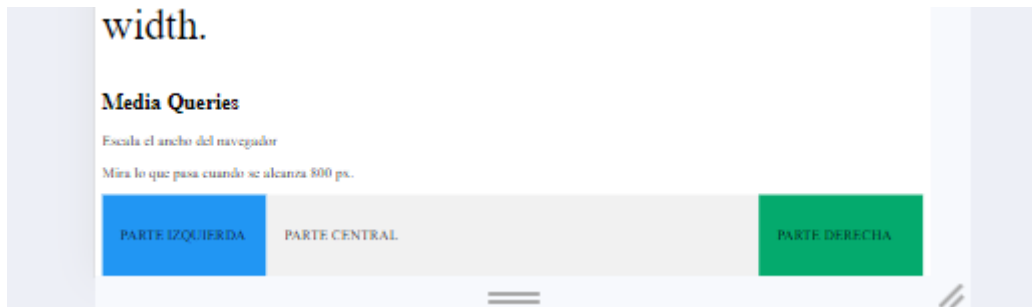 width.
Media Queries
Escala el ancho del navegador
Mira lo que pasa cuando se alcanza 800 px.
PARTE IZQUIERDA PARTE CENTRAL PARTE DERECHA